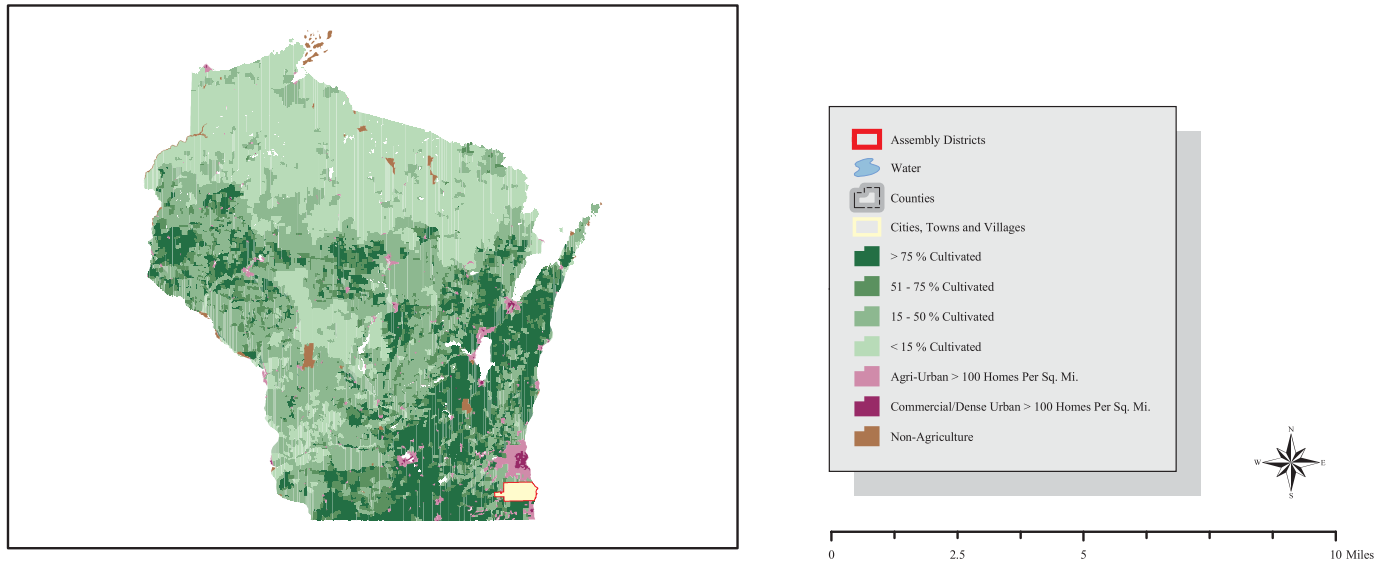 Assembly Districts
Water
Counties
Cities, Towns and Villages
> 75 % Cultivated
51 - 75 % Cultivated
15 - 50 % Cultivated
< 15 % Cultivated
Agri-Urban > 100 Homes Per Sq. Mi.
Commercial/Dense Urban > 100 Homes Per Sq. Mi.
Non-Agriculture
N
W E
S
0 2.5 5 10 Miles